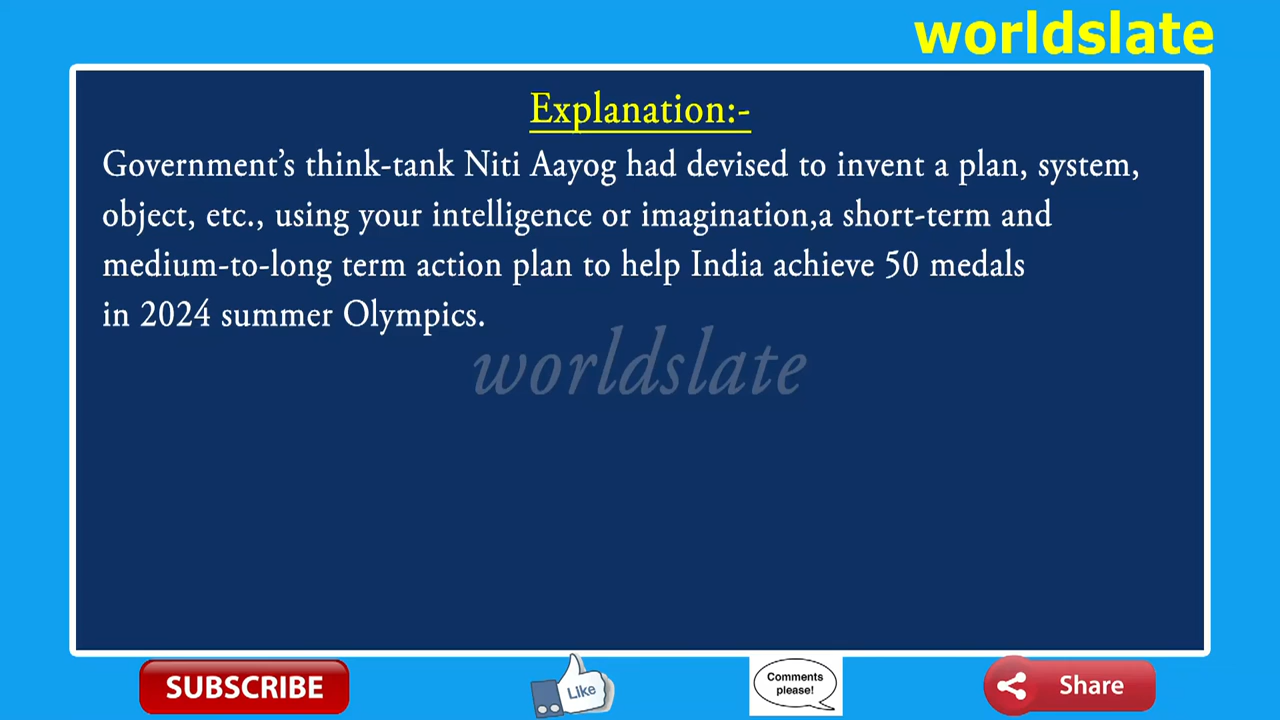 worldslate
Explanation:-
Government’s think-tank Niti Aayog had devised to invent a plan, system,
object, etc., using your intelligence or imagination,a short-term and
medium-to-long term action plan to help India achieve 50 medals
in 2024 summer Olympics.
worldslate
SUBSCRIBE
Like
Comments
please!
Share